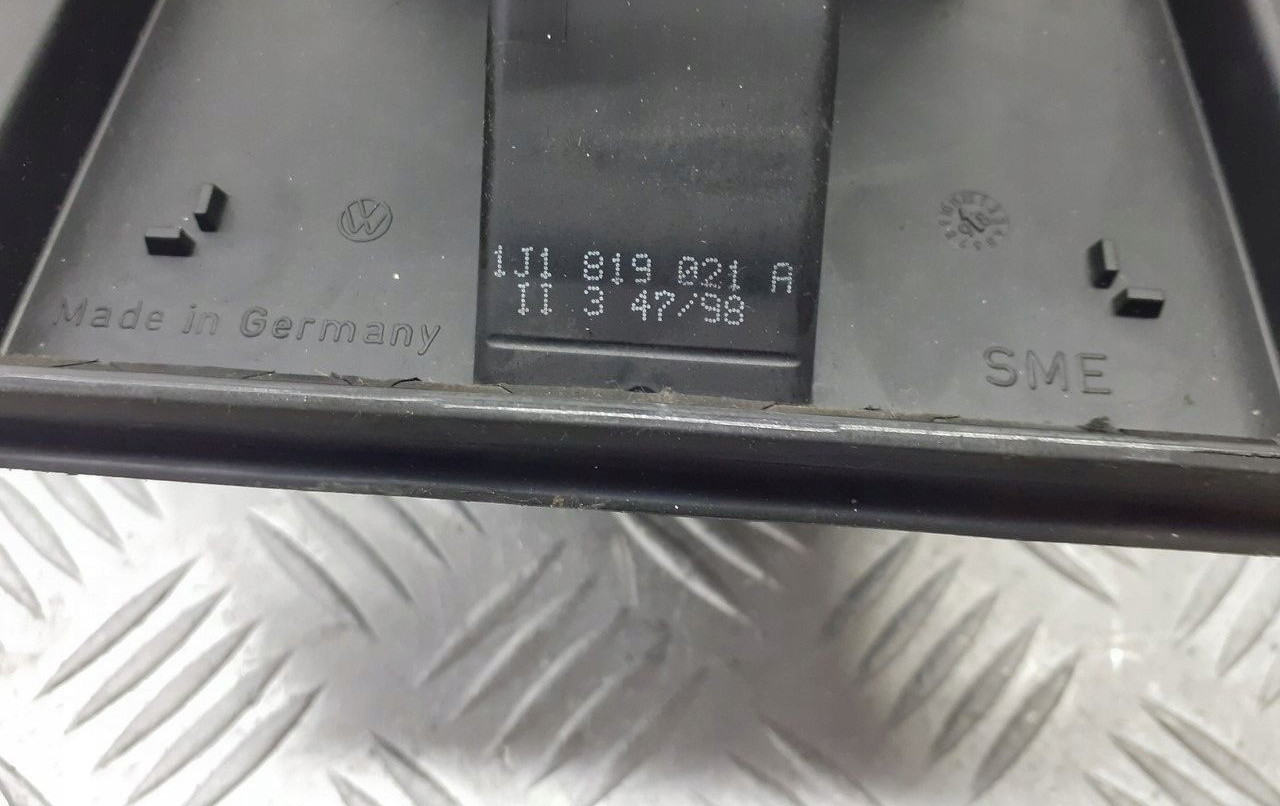 1J1 819 021 A
II 3 47/98
Made in Germany
SME